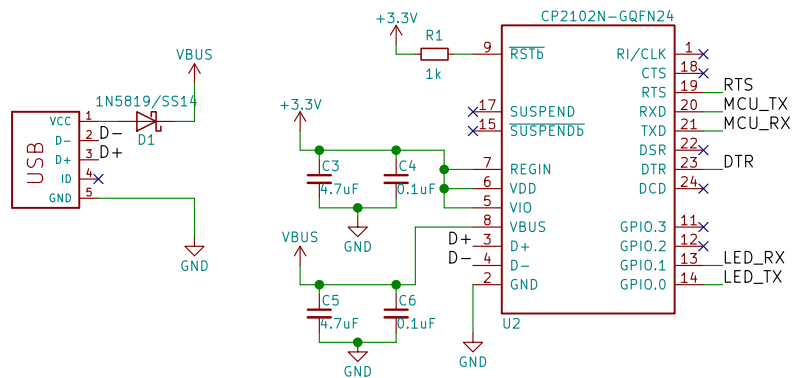 CP2102N-GQFN24
+3.3V
R1
1k
9
RSTb
RI/CLK
1
CTS
18
RTS
19
RTS
RXD
20
MCU_TX
TXD
21
MCU_RX
DSR
22
DTR
23
DTR
DCD
24
GPIO.3
11
GPIO.2
12
GPIO.1
13
LED_RX
GPIO.0
14
LED_TX
17
SUSPEND
15
SUSPENDb
7
REGIN
6
VDD
5
VIO
8
VBUS
D+
3
D+
D-
4
D-
2
GND
U2
GND
VBUS
1N5819/SS14
D1
USB
VCC
1
D-
2
D-
D+
3
D+
ID
4
GND
5
GND
+3.3V
C3
4.7uF
C4
0.1uF
GND
VBUS
C5
4.7uF
C6
0.1uF
GND